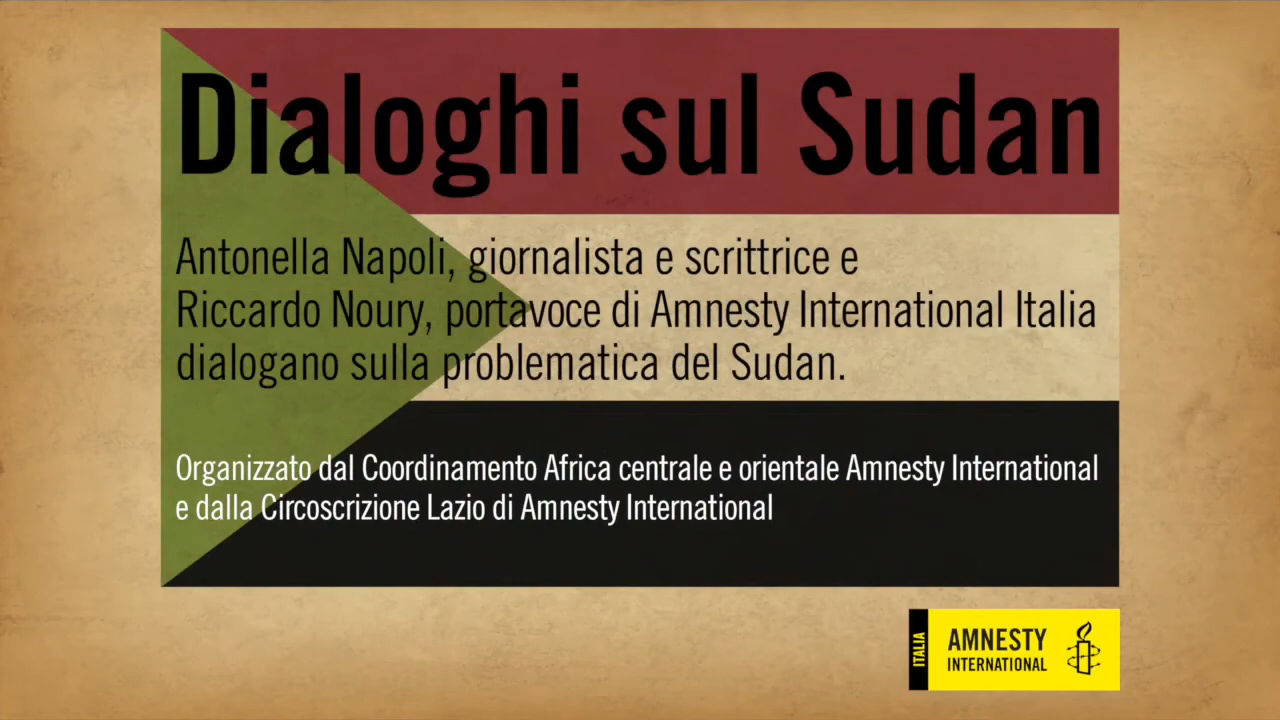 Dialoghi sul Sudan
Antonella Napoli, giornalista e scrittrice e
Riccardo Noury, portavoce di Amnesty International Italia
dialogano sulla problematica del Sudan.
Organizzato dal Coordinamento Africa centrale e orientale Amnesty International
e dalla Circoscrizione Lazio di Amnesty International
ITALIA
AMNESTY
INTERNATIONAL